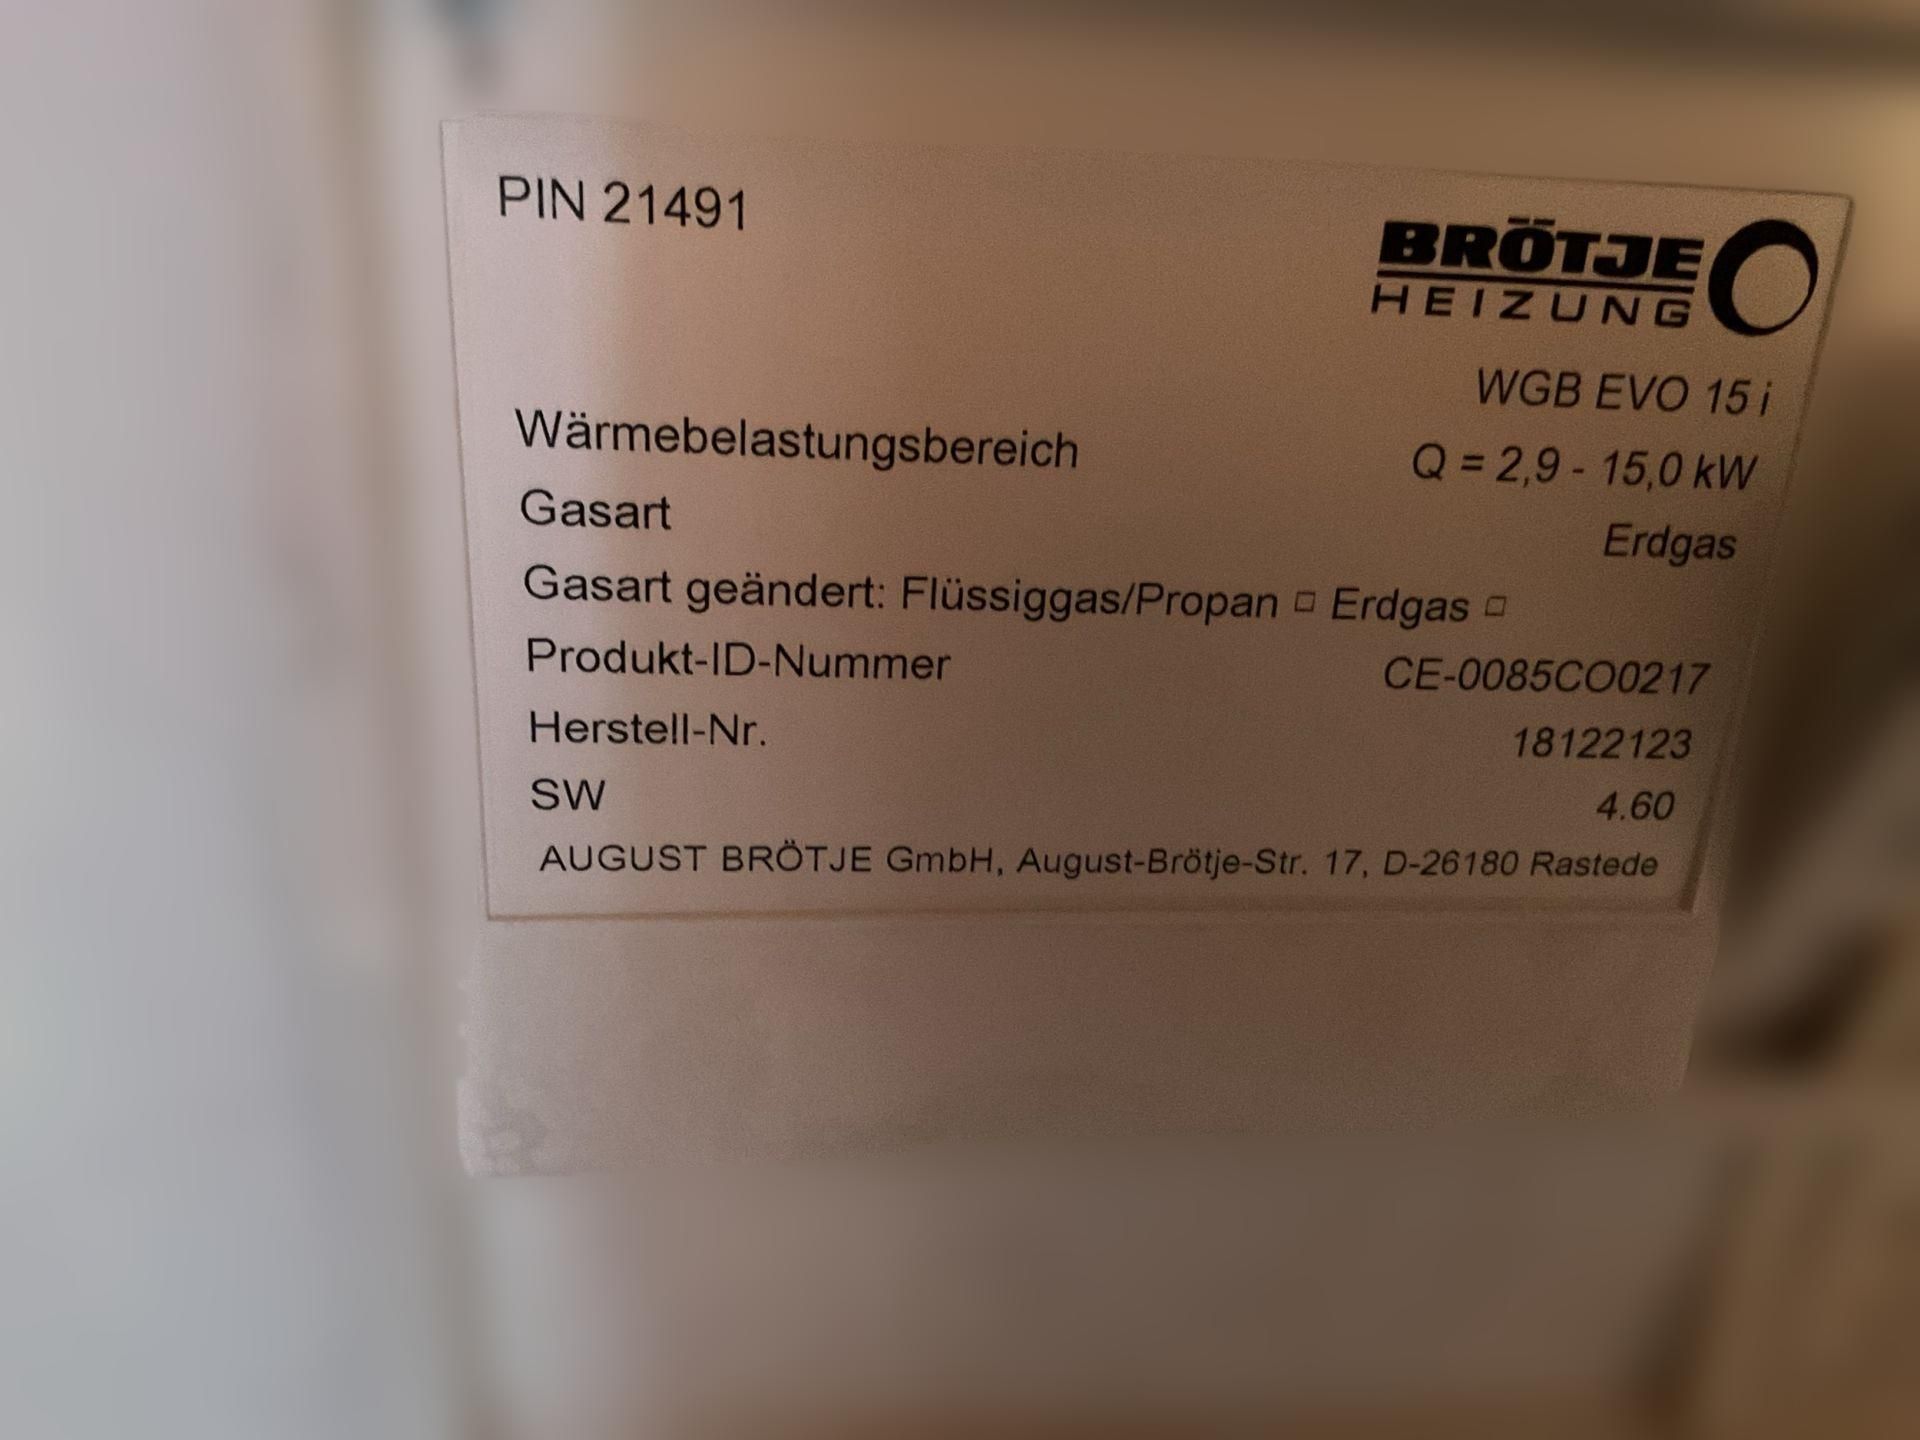 PIN 21491
BRÖTJE
HEIZUNG
WGB EVO 15 i
Wärmebelastungsbereich Q = 2,9 - 15,0 kW
Gasart Erdgas
Gasart geändert: Flüssiggas/Propan □ Erdgas □
Produkt-ID-Nummer CE-0085CO0217
Herstell-Nr. 18122123
SW 4.60
AUGUST BRÖTJE GmbH, August-Brötje-Str. 17, D-26180 Rastede